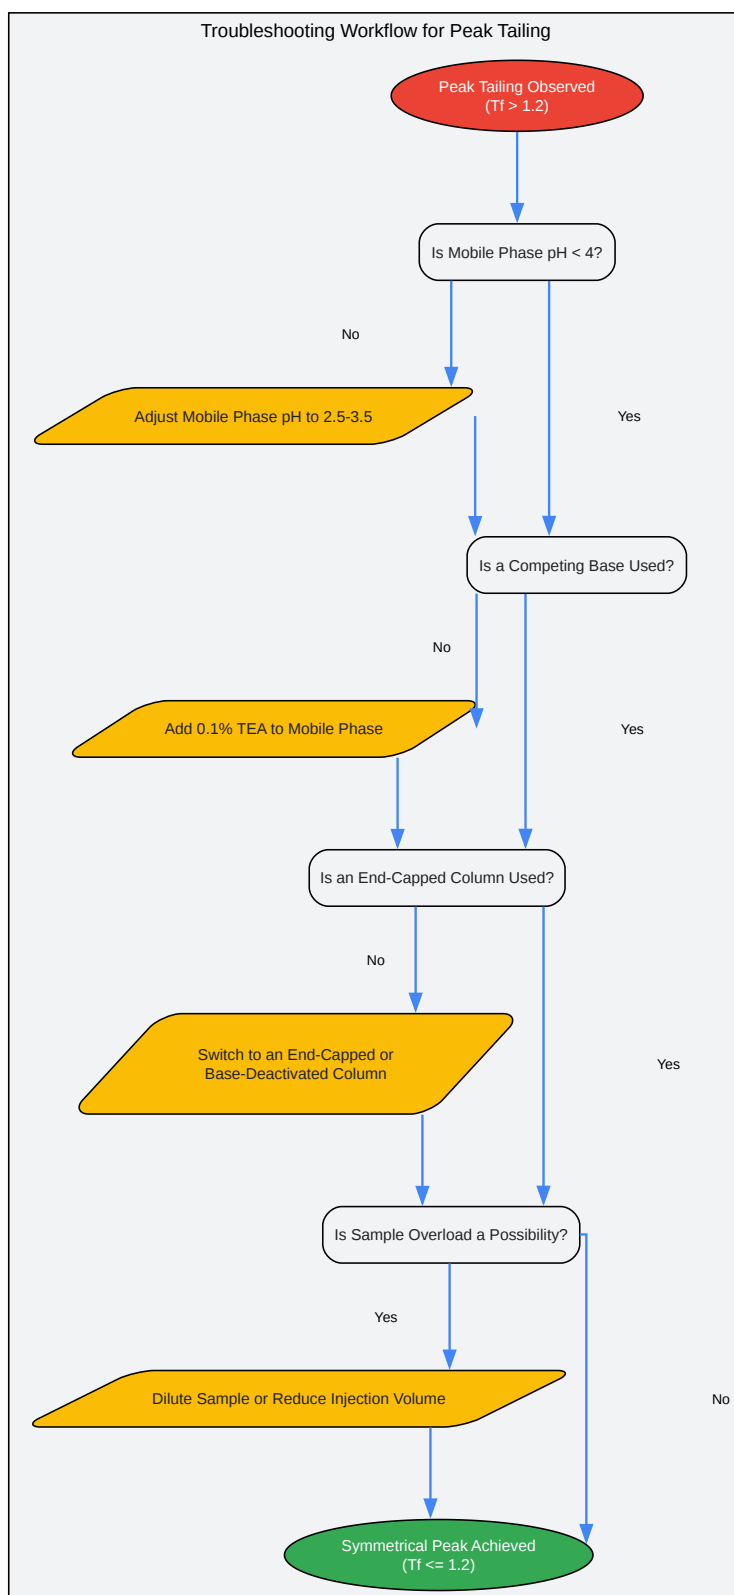 Troubleshooting Workflow for Peak Tailing
Peak Tailing Observed
(Tf > 1.2)
Is Mobile Phase pH < 4?
No
Adjust Mobile Phase pH to 2.5-3.5
Yes
Is a Competing Base Used?
No
Add 0.1% TEA to Mobile Phase
Yes
Is an End-Capped Column Used?
No
Switch to an End-Capped or
Base-Deactivated Column
Yes
Is Sample Overload a Possibility?
Yes
Dilute Sample or Reduce Injection Volume
No
Symmetrical Peak Achieved
(Tf <= 1.2)